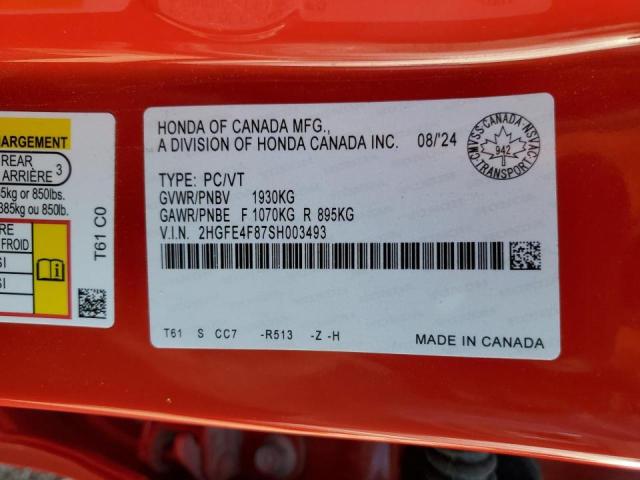 HARGEMENT
REAR
ARRIÈRE 3
5kg or 850lbs.
385kg ou 850lb.
RE
FROID
SI
SI
T61 C0
HONDA OF CANADA MFG.,
A DIVISION OF HONDA CANADA INC. 08/'24
CMVSS-CANADA-NSVAC
942
TRANSPORT
TYPE: PC/VT
GVWR/PNBV 1930KG
GAWR/PNBE F 1070KG R 895KG
V.I.N. 2HGFE4F87SH003493
T61 S CC7 -R513 -Z -H
MADE IN CANADA